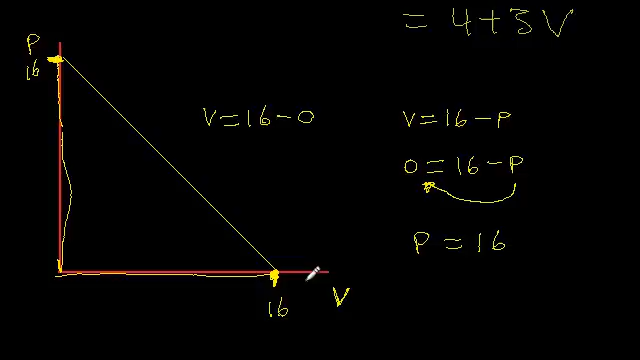 = 4+3V
P
16
V=16-0
V=16-P
0=16-P
P=16
16
V